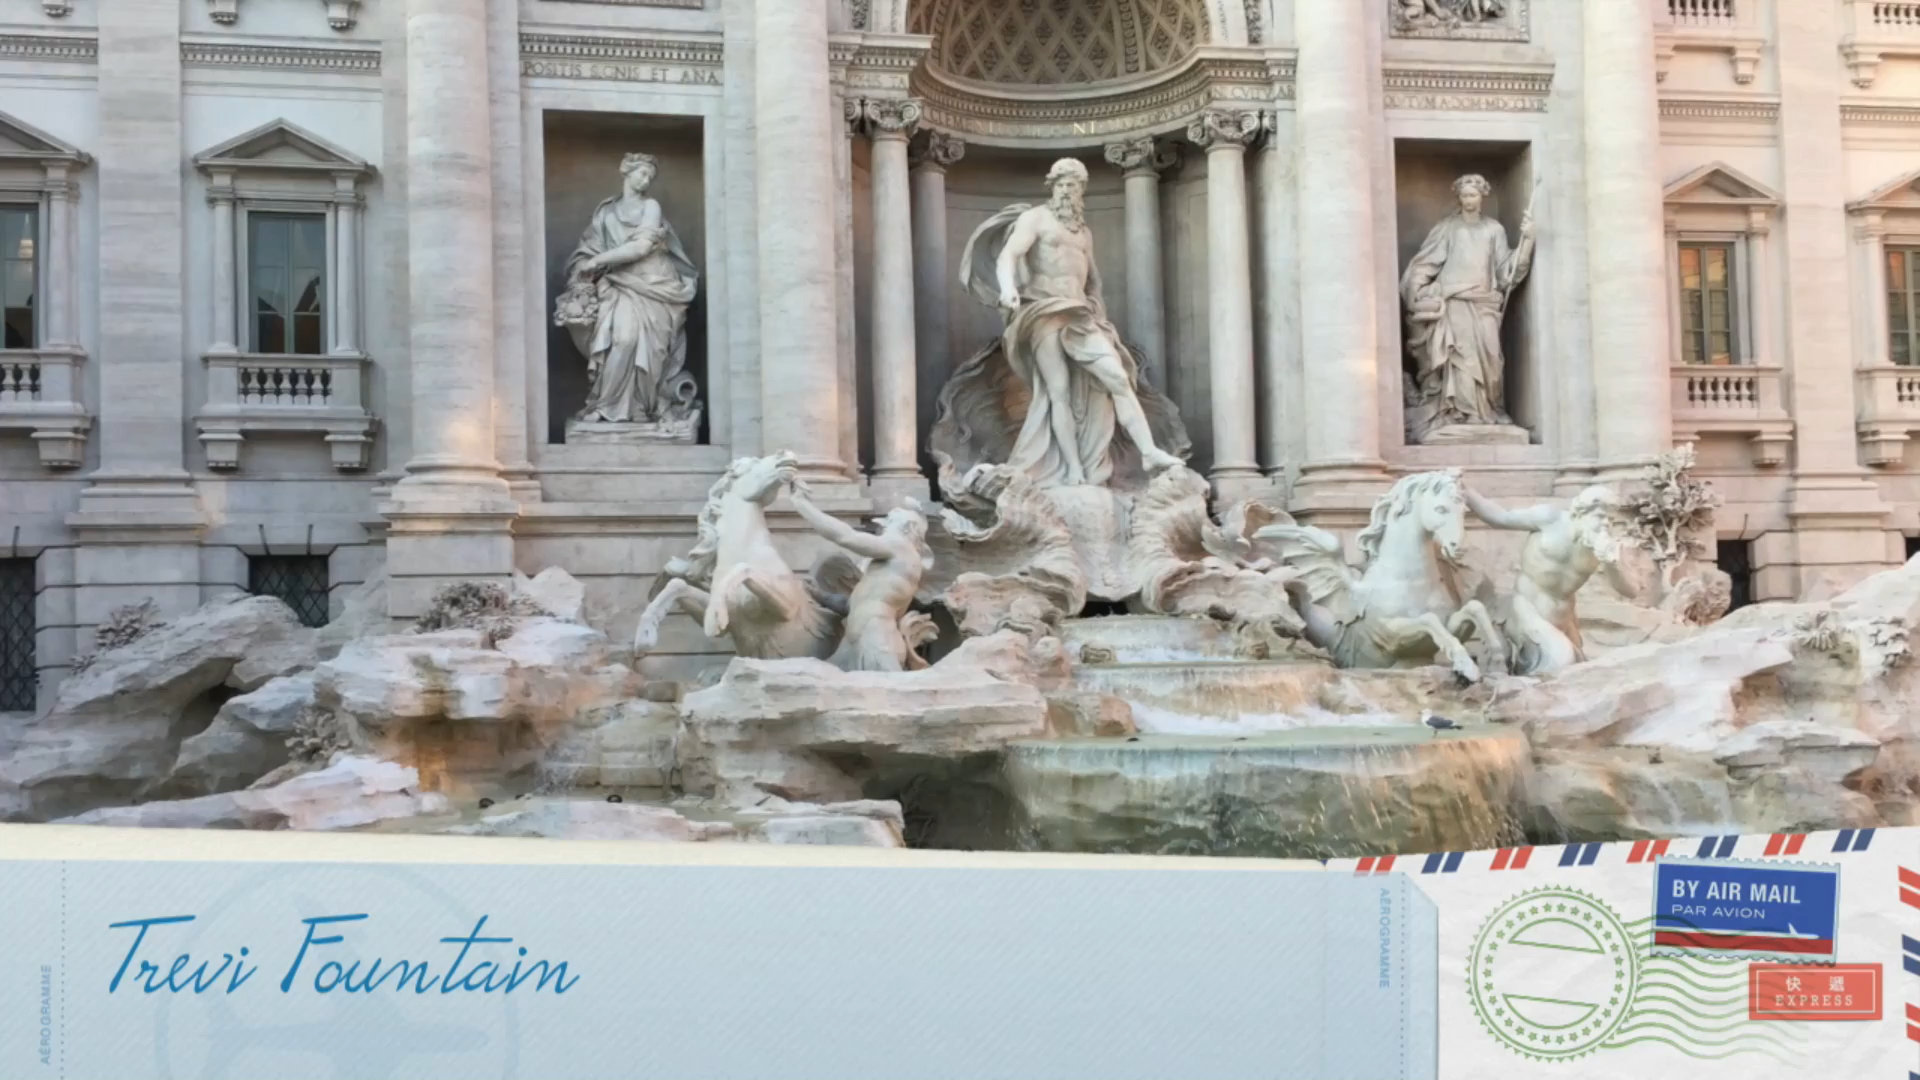 POSITIS SIGNIS ET ANA
Trevi Fountain
AÉROGRAMME
AÉROGRAMME
BY AIR MAIL
PAR AVION
快遞
EXPRESS